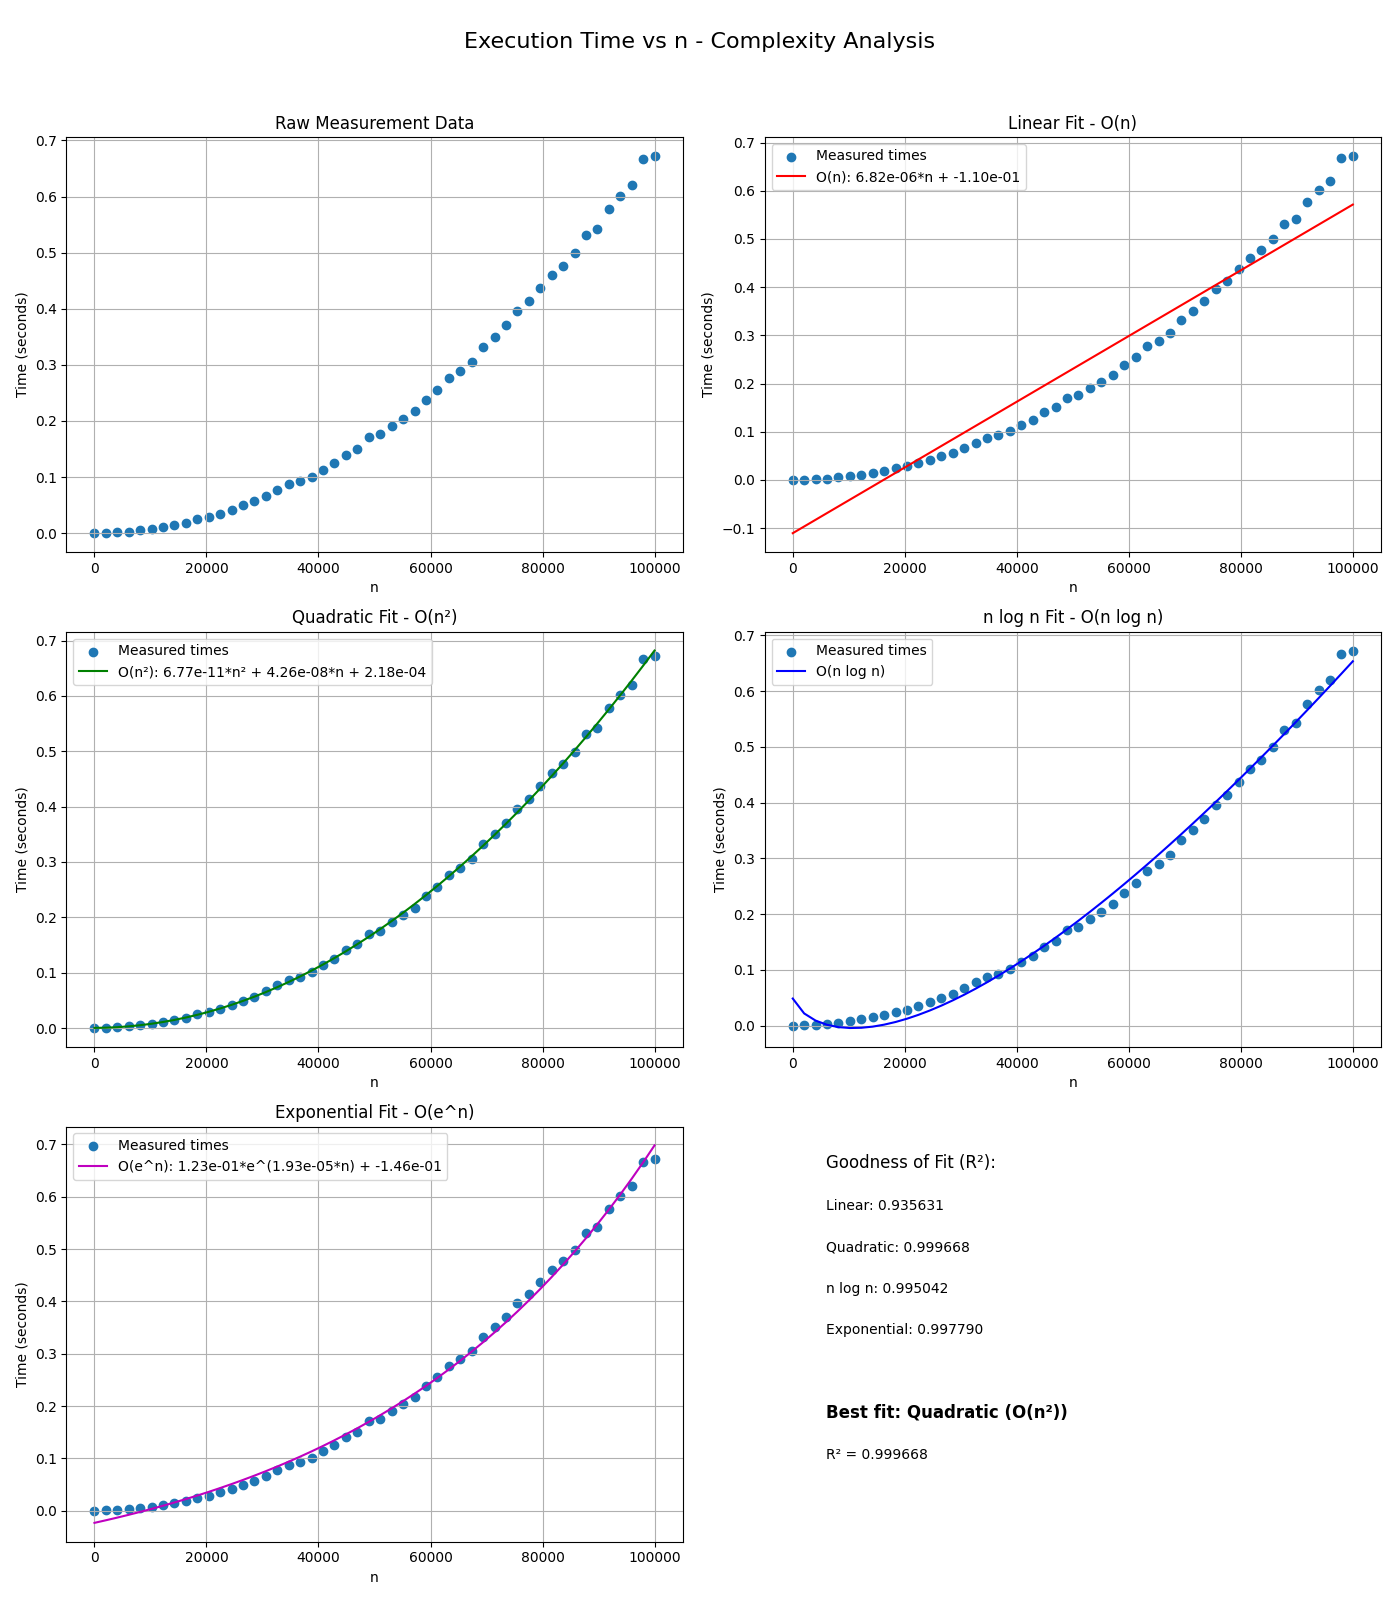 Execution Time vs n - Complexity Analysis
Raw Measurement Data
0.7
0.6
0.5
0.4
0.3
0.2
0.1
0.0
Time (seconds)
0 20000 40000 60000 80000 100000
n
Linear Fit - O(n)
Measured times
O(n): 6.82e-06*n + -1.10e-01
0.7
0.6
0.5
0.4
0.3
0.2
0.1
0.0
−0.1
Time (seconds)
0 20000 40000 60000 80000 100000
n
Quadratic Fit - O(n²)
Measured times
O(n²): 6.77e-11*n² + 4.26e-08*n + 2.18e-04
0.7
0.6
0.5
0.4
0.3
0.2
0.1
0.0
Time (seconds)
0 20000 40000 60000 80000 100000
n
n log n Fit - O(n log n)
Measured times
O(n log n)
0.7
0.6
0.5
0.4
0.3
0.2
0.1
0.0
Time (seconds)
0 20000 40000 60000 80000 100000
n
Exponential Fit - O(e^n)
Measured times
O(e^n): 1.23e-01*e^(1.93e-05*n) + -1.46e-01
0.7
0.6
0.5
0.4
0.3
0.2
0.1
0.0
Time (seconds)
0 20000 40000 60000 80000 100000
n
Goodness of Fit (R²):
Linear: 0.935631
Quadratic: 0.999668
n log n: 0.995042
Exponential: 0.997790
Best fit: Quadratic (O(n²))
R² = 0.999668